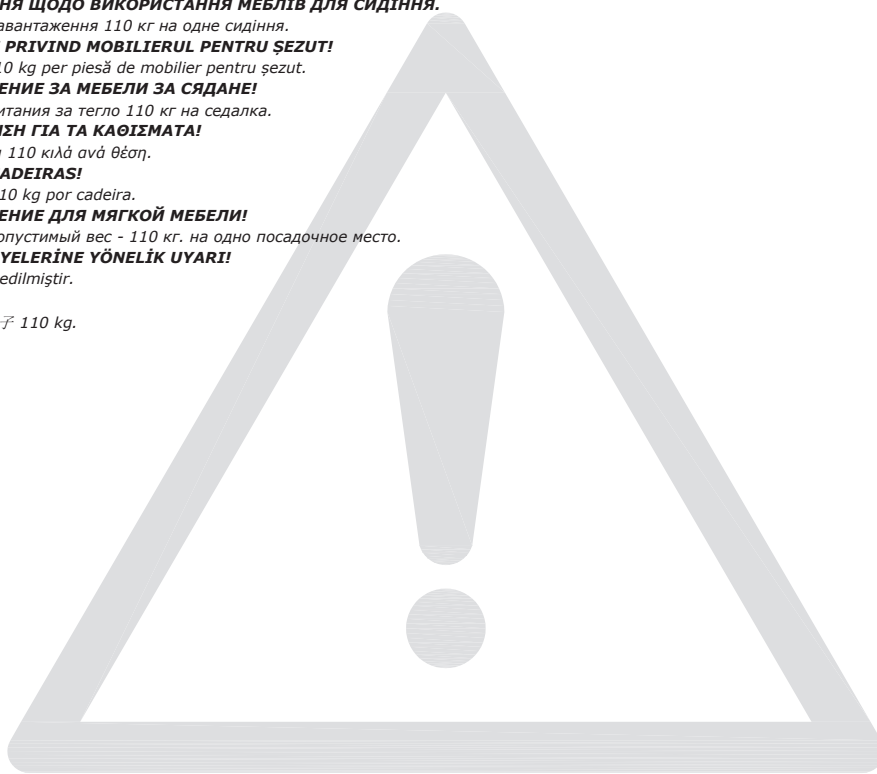 НЯ ЩОДО ВИКОРИСТАННЯ МЕБЛІВ ДЛЯ СИДІННЯ.
авантаження 110 кг на одне сидіння.
PRIVIND MOBILIERUL PENTRU ȘEZUT!
10 kg per piesă de mobilier pentru șezut.
ЕНИЕ ЗА МЕБЕЛИ ЗА СЯДАНЕ!
итания за тегло 110 кг на седалка.
ΣΗ ΓΙΑ ΤΑ ΚΑΘΙΣΜΑΤΑ!
110 κιλά ανά θέση.
ADEIRAS!
10 kg por cadeira.
ЕНИЕ ДЛЯ МЯГКОЙ МЕБЕЛИ!
опустимый вес - 110 кг. на одно посадочное место.
YELERİNE YÖNELİK UYARI!
edilmiştir.
子 110 kg.